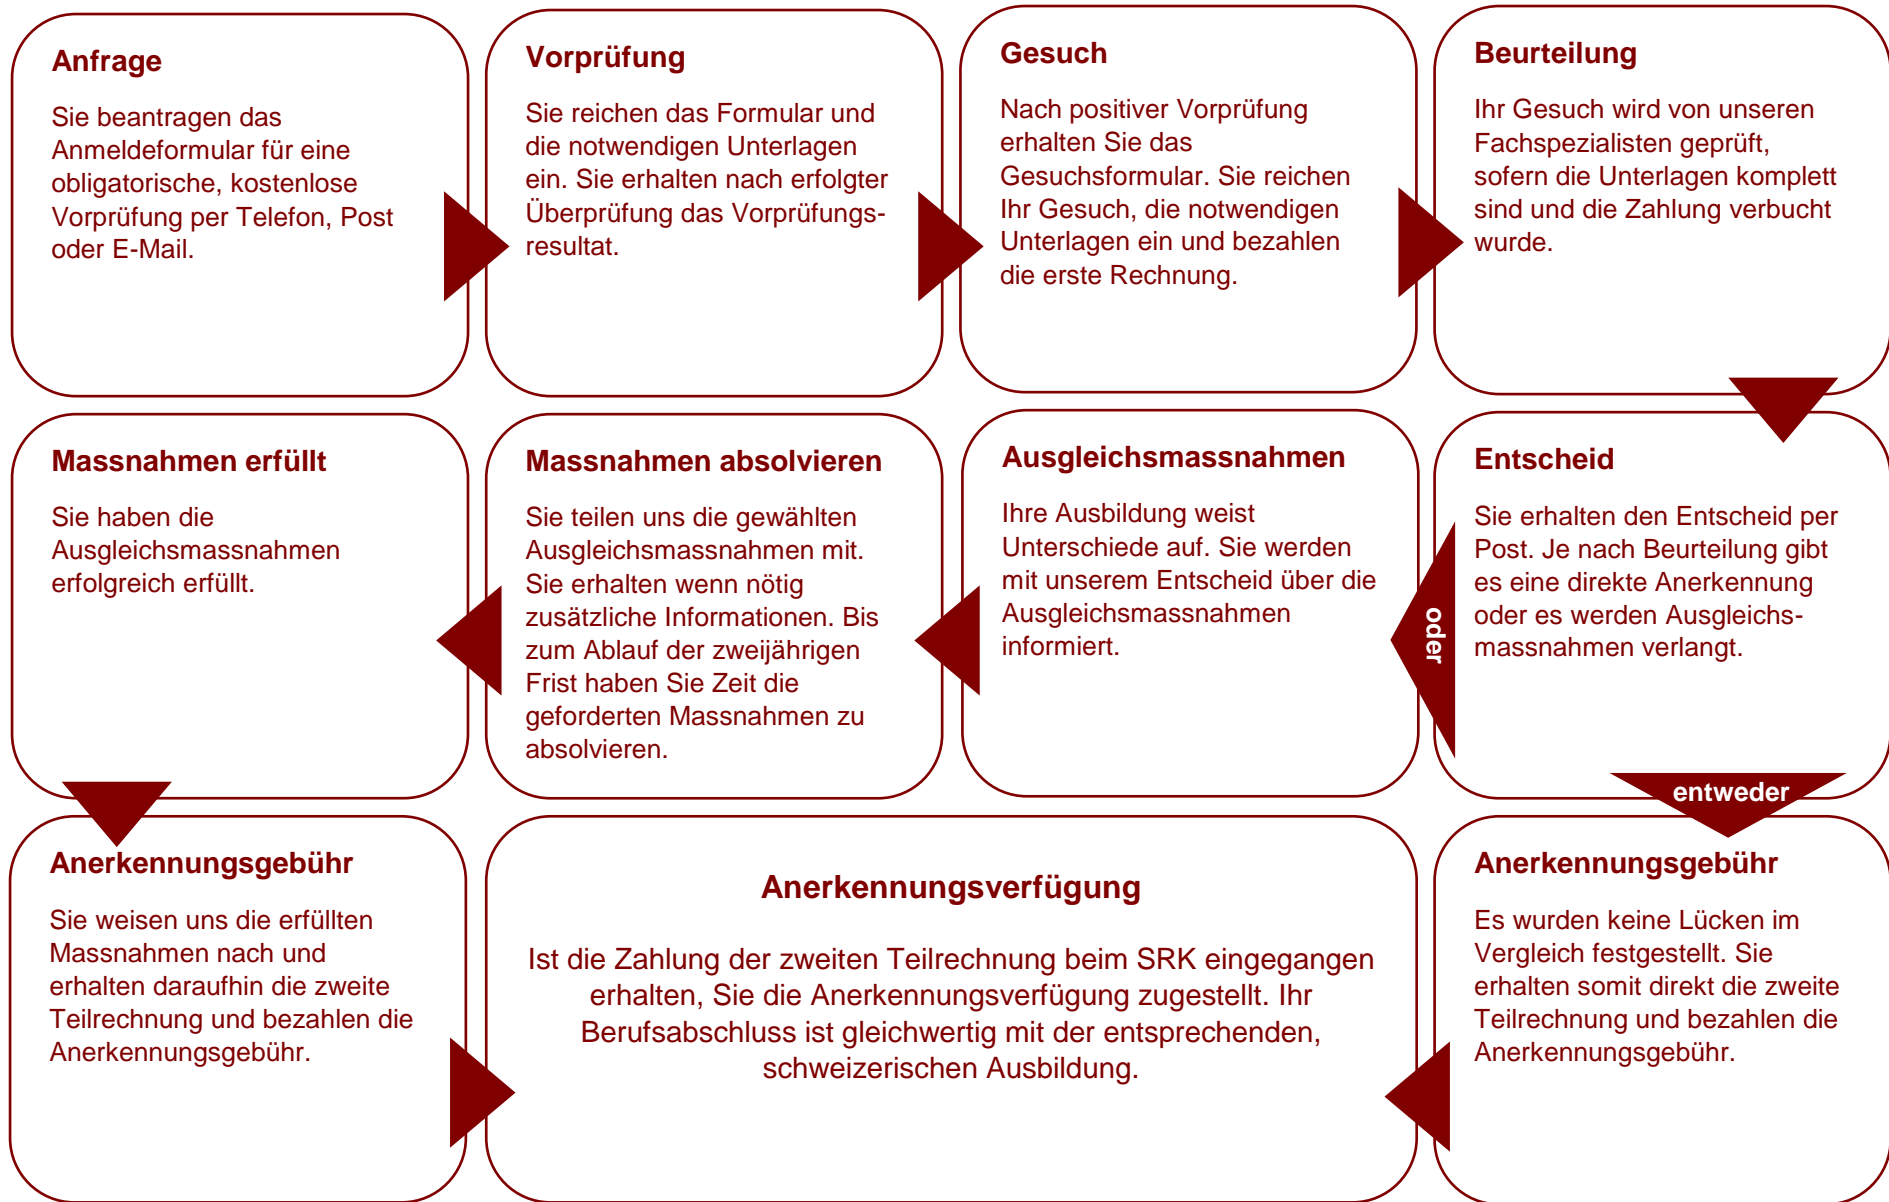 Anfrage
Sie beantragen das
Anmeldeformular für eine
obligatorische, kostenlose
Vorprüfung per Telefon, Post
oder E-Mail.
Vorprüfung
Sie reichen das Formular und
die notwendigen Unterlagen
ein. Sie erhalten nach erfolgter
Überprüfung das Vorprüfungs-
resultat.
Gesuch
Nach positiver Vorprüfung
erhalten Sie das
Gesuchsformular. Sie reichen
Ihr Gesuch, die notwendigen
Unterlagen ein und bezahlen
die erste Rechnung.
Beurteilung
Ihr Gesuch wird von unseren
Fachspezialisten geprüft,
sofern die Unterlagen komplett
sind und die Zahlung verbucht
wurde.
Entscheid
Sie erhalten den Entscheid per
Post. Je nach Beurteilung gibt
es eine direkte Anerkennung
oder es werden Ausgleichs-
massnahmen verlangt.
oder
Ausgleichsmassnahmen
Ihre Ausbildung weist
Unterschiede auf. Sie werden
mit unserem Entscheid über die
Ausgleichsmassnahmen
informiert.
Massnahmen absolvieren
Sie teilen uns die gewählten
Ausgleichsmassnahmen mit.
Sie erhalten wenn nötig
zusätzliche Informationen. Bis
zum Ablauf der zweijährigen
Frist haben Sie Zeit die
geforderten Massnahmen zu
absolvieren.
Massnahmen erfüllt
Sie haben die
Ausgleichsmassnahmen
erfolgreich erfüllt.
Anerkennungsgebühr
Sie weisen uns die erfüllten
Massnahmen nach und
erhalten daraufhin die zweite
Teilrechnung und bezahlen die
Anerkennungsgebühr.
entweder
Anerkennungsgebühr
Es wurden keine Lücken im
Vergleich festgestellt. Sie
erhalten somit direkt die zweite
Teilrechnung und bezahlen die
Anerkennungsgebühr.
Anerkennungsverfügung
Ist die Zahlung der zweiten Teilrechnung beim SRK eingegangen
erhalten, Sie die Anerkennungsverfügung zugestellt. Ihr
Berufsabschluss ist gleichwertig mit der entsprechenden,
schweizerischen Ausbildung.